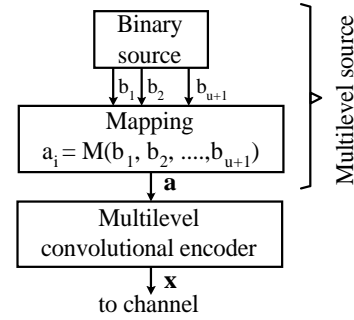 Binary
source
b₁ b₂ bᵤ₊₁
Mapping
aᵢ = M(b₁, b₂, ....,bᵤ₊₁)
a
Multilevel
convolutional encoder
x
to channel
Multilevel source